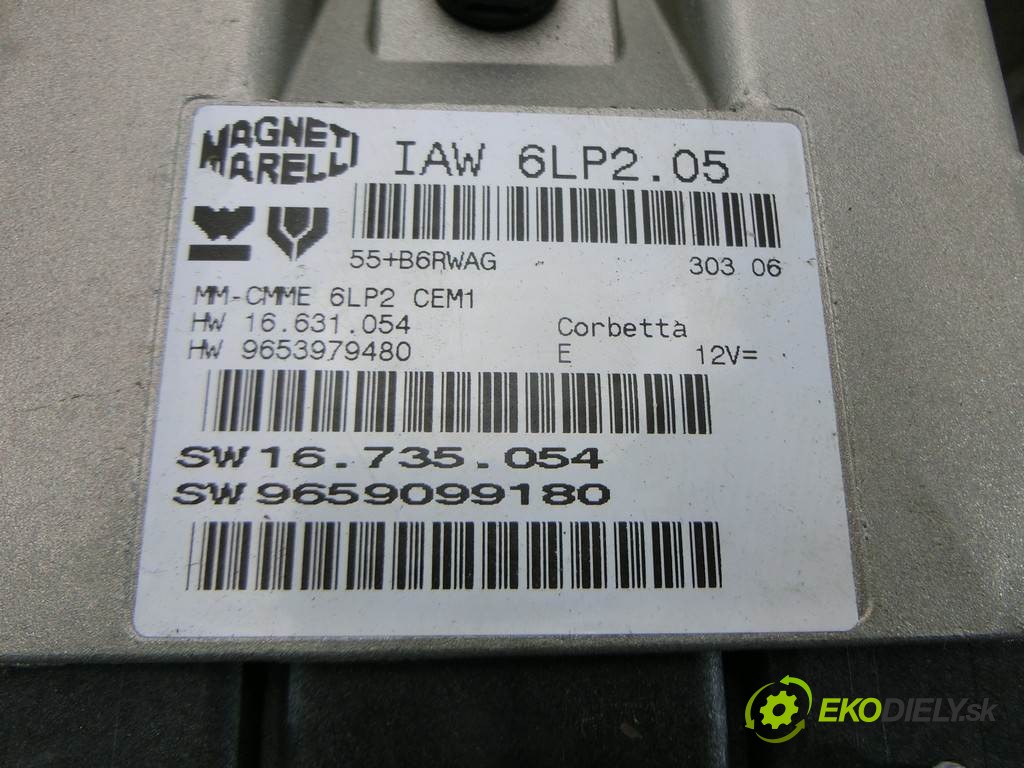 MAGNETI
MARELLI
IAW 6LP2.05
55+B6RWAG 303 06
MM-CMME 6LP2 CEM1
HW 16.631.054 Corbetta
HW 9653979480 E 12V=
SW 16.735.054
SW 9659099180
EKODIELY.sk